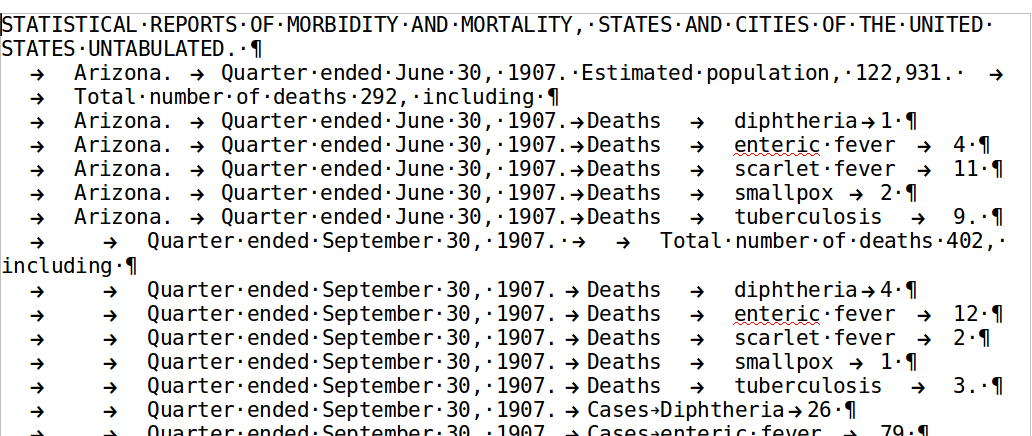 STATISTICAL·REPORTS·OF·MORBIDITY·AND·MORTALITY,·STATES·AND·CITIES·OF·THE·UNITED·
STATES·UNTABULATED.·¶
→ Arizona. → Quarter·ended·June·30,·1907.·Estimated·population,·122,931.· →
→ Total·number·of·deaths·292,·including·¶
→ Arizona. → Quarter·ended·June·30,·1907.→Deaths → diphtheria→1·¶
→ Arizona. → Quarter·ended·June·30,·1907.→Deaths → enteric·fever → 4·¶
→ Arizona. → Quarter·ended·June·30,·1907.→Deaths → scarlet·fever → 11·¶
→ Arizona. → Quarter·ended·June·30,·1907.→Deaths → smallpox → 2·¶
→ Arizona. → Quarter·ended·June·30,·1907.→Deaths → tuberculosis → 9.·¶
→ → Quarter·ended·September·30,·1907.·→ → Total·number·of·deaths·402,·
including·¶
→ → Quarter·ended·September·30,·1907. → Deaths → diphtheria→4·¶
→ → Quarter·ended·September·30,·1907. → Deaths → enteric·fever → 12·¶
→ → Quarter·ended·September·30,·1907. → Deaths → scarlet·fever → 2·¶
→ → Quarter·ended·September·30,·1907. → Deaths → smallpox → 1·¶
→ → Quarter·ended·September·30,·1907. → Deaths → tuberculosis → 3.·¶
→ → Quarter·ended·September·30,·1907. → Cases→Diphtheria→26·¶
→ → Quarter·ended·September·30,·1907. → Cases→enteric·fever → 79·¶